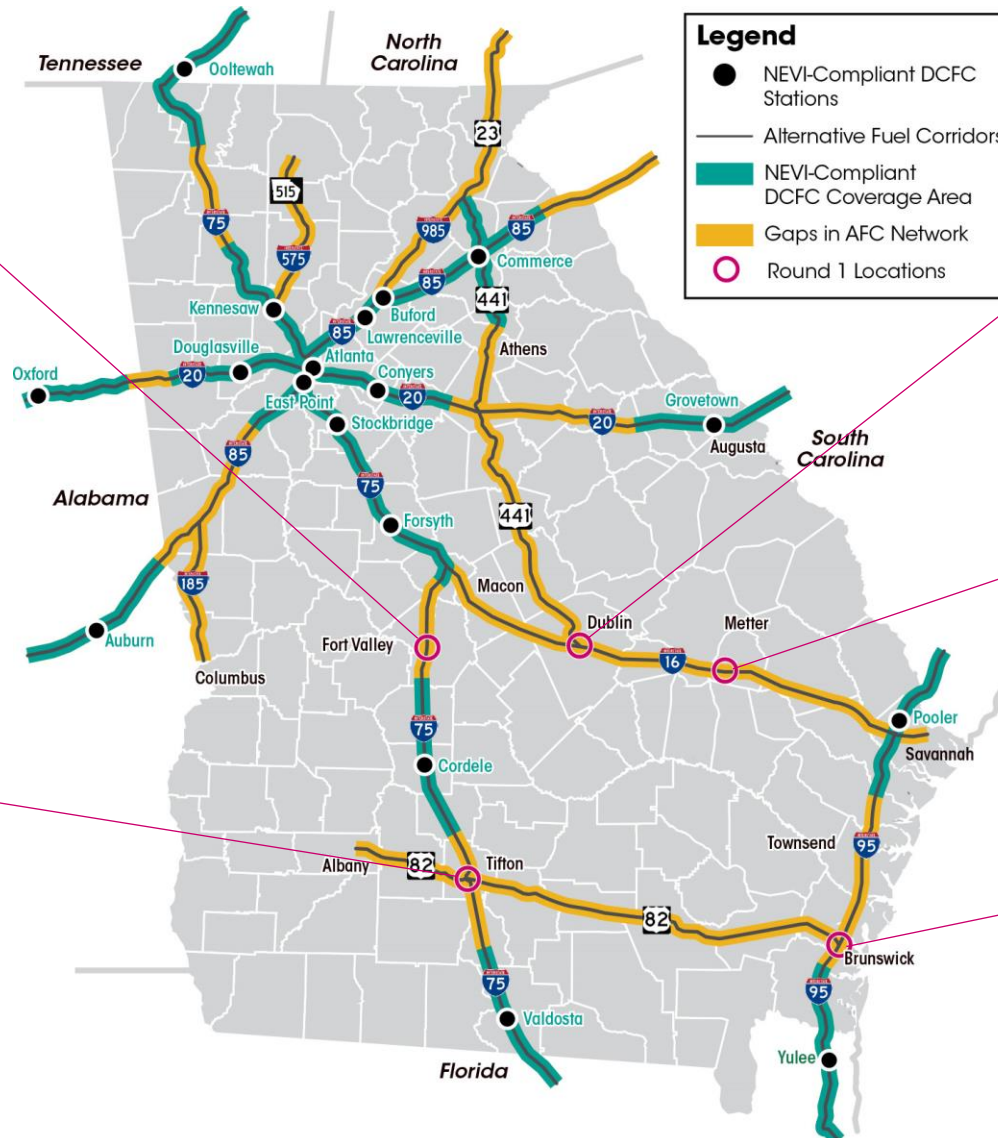 Legend
NEVI-Compliant DCFC
Stations
Alternative Fuel Corridors
NEVI-Compliant
DCFC Coverage Area
Gaps in AFC Network
Round 1 Locations
Tennessee
North
Carolina
Ooltewah
23
515
75
985
85
575
Commerce
85
441
Kennesaw
Buford
85
Lawrenceville
Athens
Douglasville
Atlanta
Oxford
20
Conyers
20
East Point
Grovetown
20
Stockbridge
Augusta
South
Carolina
85
Alabama
75
441
Forsyth
185
Macon
Dublin
Metter
Auburn
Fort Valley
16
Columbus
75
Pooler
Savannah
Cordele
Townsend
95
Albany
82
Tifton
82
Brunswick
75
95
Valdosta
Yulee
Florida